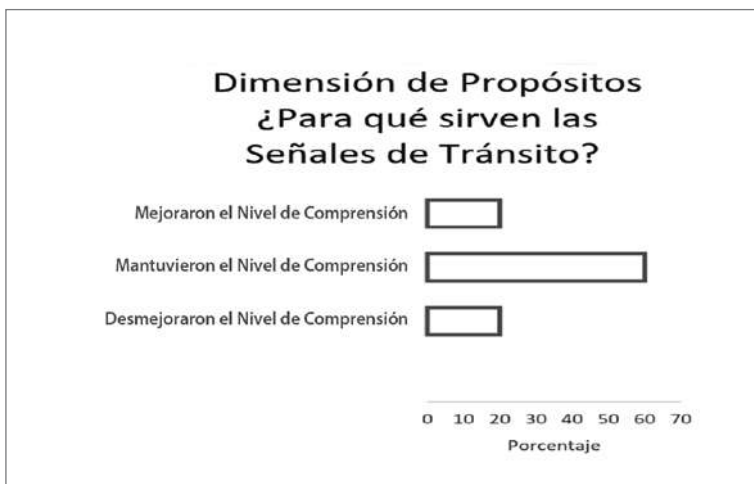 Dimensión de Propósitos
¿Para qué sirven las
Señales de Tránsito?
Mejoraron el Nivel de Comprensión
Mantuvieron el Nivel de Comprensión
Desmejoraron el Nivel de Comprensión
0 10 20 30 40 50 60 70
Porcentaje